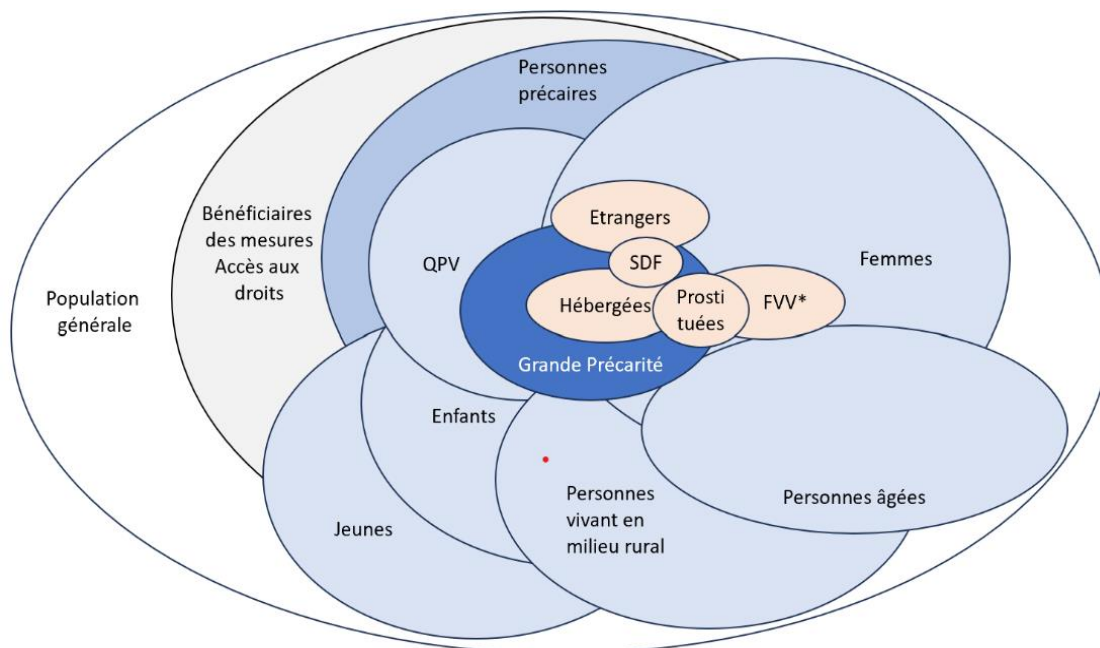 Personnes
précaires
Bénéficiaires
des mesures
Accès aux
droits
Population
générale
QPV
Etrangers
SDF
Hébergées
Prosti
tuées
FVV*
Femmes
Grande Précarité
Enfants
Jeunes
Personnes
vivant en
milieu rural
Personnes âgées